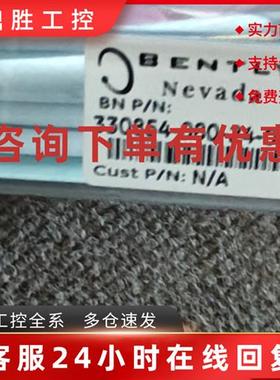 胜工控
实力
支持
免费
BENTL
Nevad
BN P/N:
咨询下单有优惠
Cust P/N: N/A
工控全系 多仓速发
客服24小时在线回复